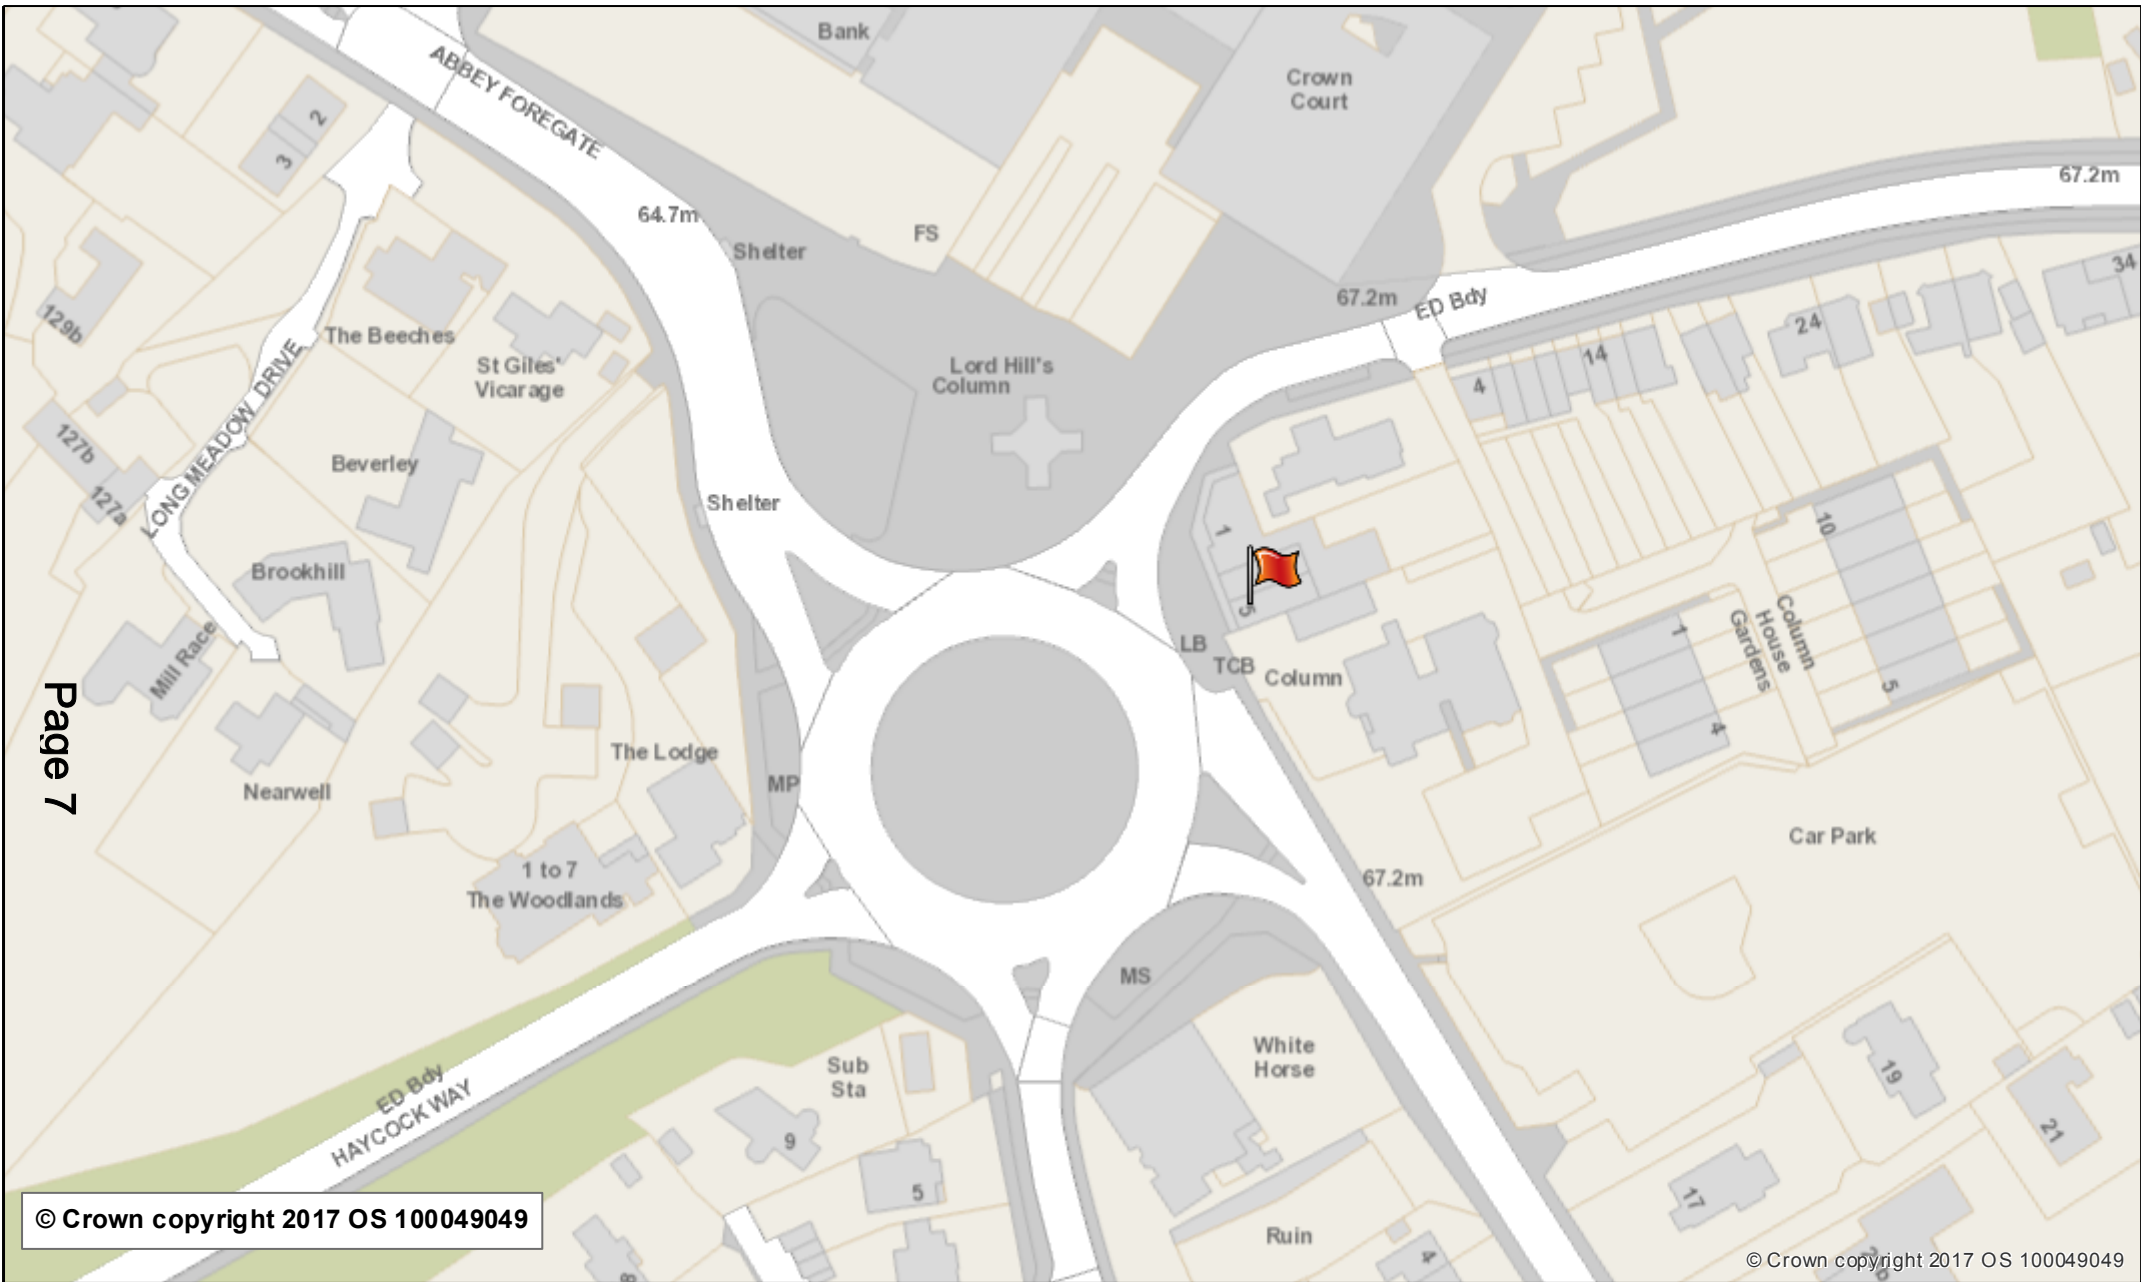 Bank
Crown
Court
ABBEY FOREGATE
2
3
67.2m
64.7m
FS
Shelter
34
67.2m
ED Bdy
129b
The Beeches
24
14
4
St Giles'
Vicarage
Lord Hill's
Column
LONG MEADOW DRIVE
127b
127a
Beverley
Shelter
1
5
10
Brookhill
Mill Race
LB
TCB
Column
1
4
Column
House
Gardens
5
Page 7
The Lodge
MP
Nearwell
Car Park
1 to 7
The Woodlands
67.2m
MS
White
Horse
Sub
Sta
ED Bdy
HAYCOCK WAY
9
5
19
21
17
Ruin
4
8
© Crown copyright 2017 OS 100049049
© Crown copyright 2017 OS 100049049